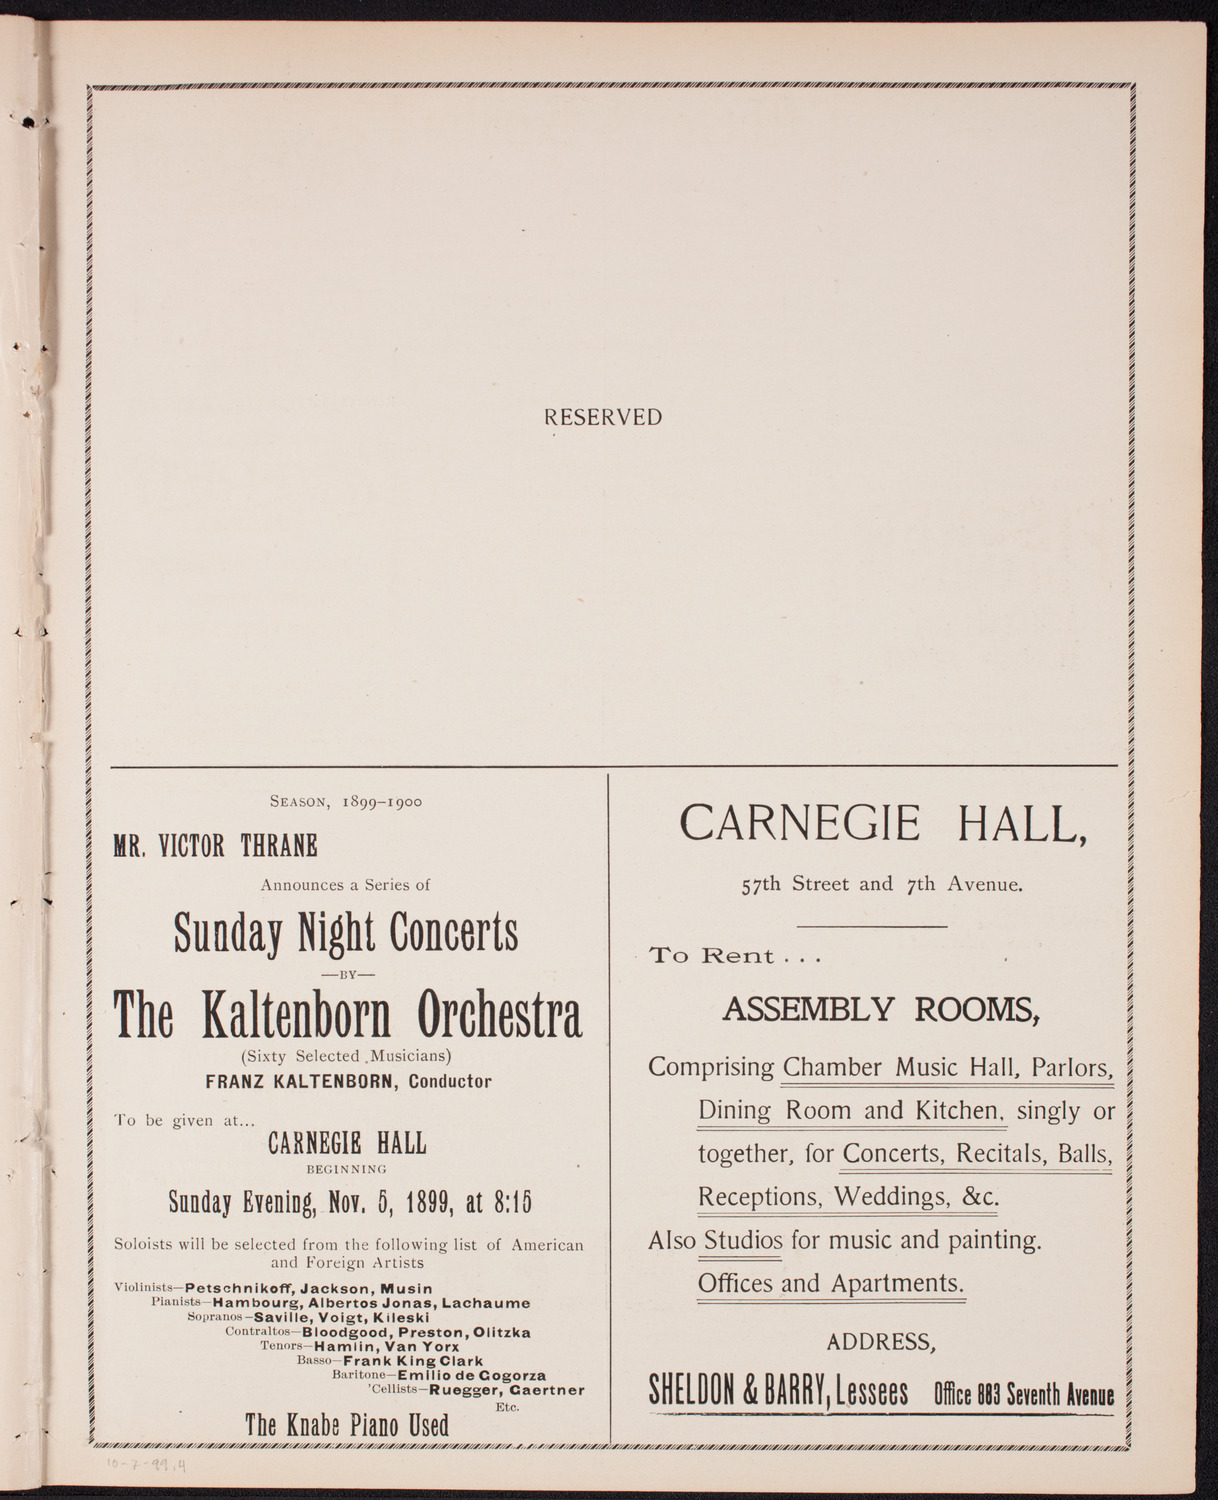 RESERVED
SEASON, 1899–1900
MR. VICTOR THRANE
Announces a Series of
Sunday Night Concerts
—BY—
The Kaltenborn Orchestra
(Sixty Selected Musicians)
FRANZ KALTENBORN, Conductor
To be given at...
CARNEGIE HALL
BEGINNING
Sunday Evening, Nov. 5, 1899, at 8:15
Soloists will be selected from the following list of American
and Foreign Artists
Violinists—Petschnikoff, Jackson, Musin
Pianists—Hambourg, Albertos Jonas, Lachaume
Sopranos—Saville, Voigt, Kileski
Contraltos—Bloodgood, Preston, Olitzka
Tenors—Hamlin, Van Yorx
Basso—Frank King Clark
Baritone—Emilio de Gogorza
'Cellists—Ruegger, Gaertner
Etc.
The Knabe Piano Used
CARNEGIE HALL,
57th Street and 7th Avenue.
To Rent . . .
ASSEMBLY ROOMS,
Comprising Chamber Music Hall, Parlors,
Dining Room and Kitchen, singly or
together, for Concerts, Recitals, Balls,
Receptions, Weddings, &c.
Also Studios for music and painting.
Offices and Apartments.
ADDRESS,
SHELDON & BARRY, Lessees Office 883 Seventh Avenue
10-7-99,4